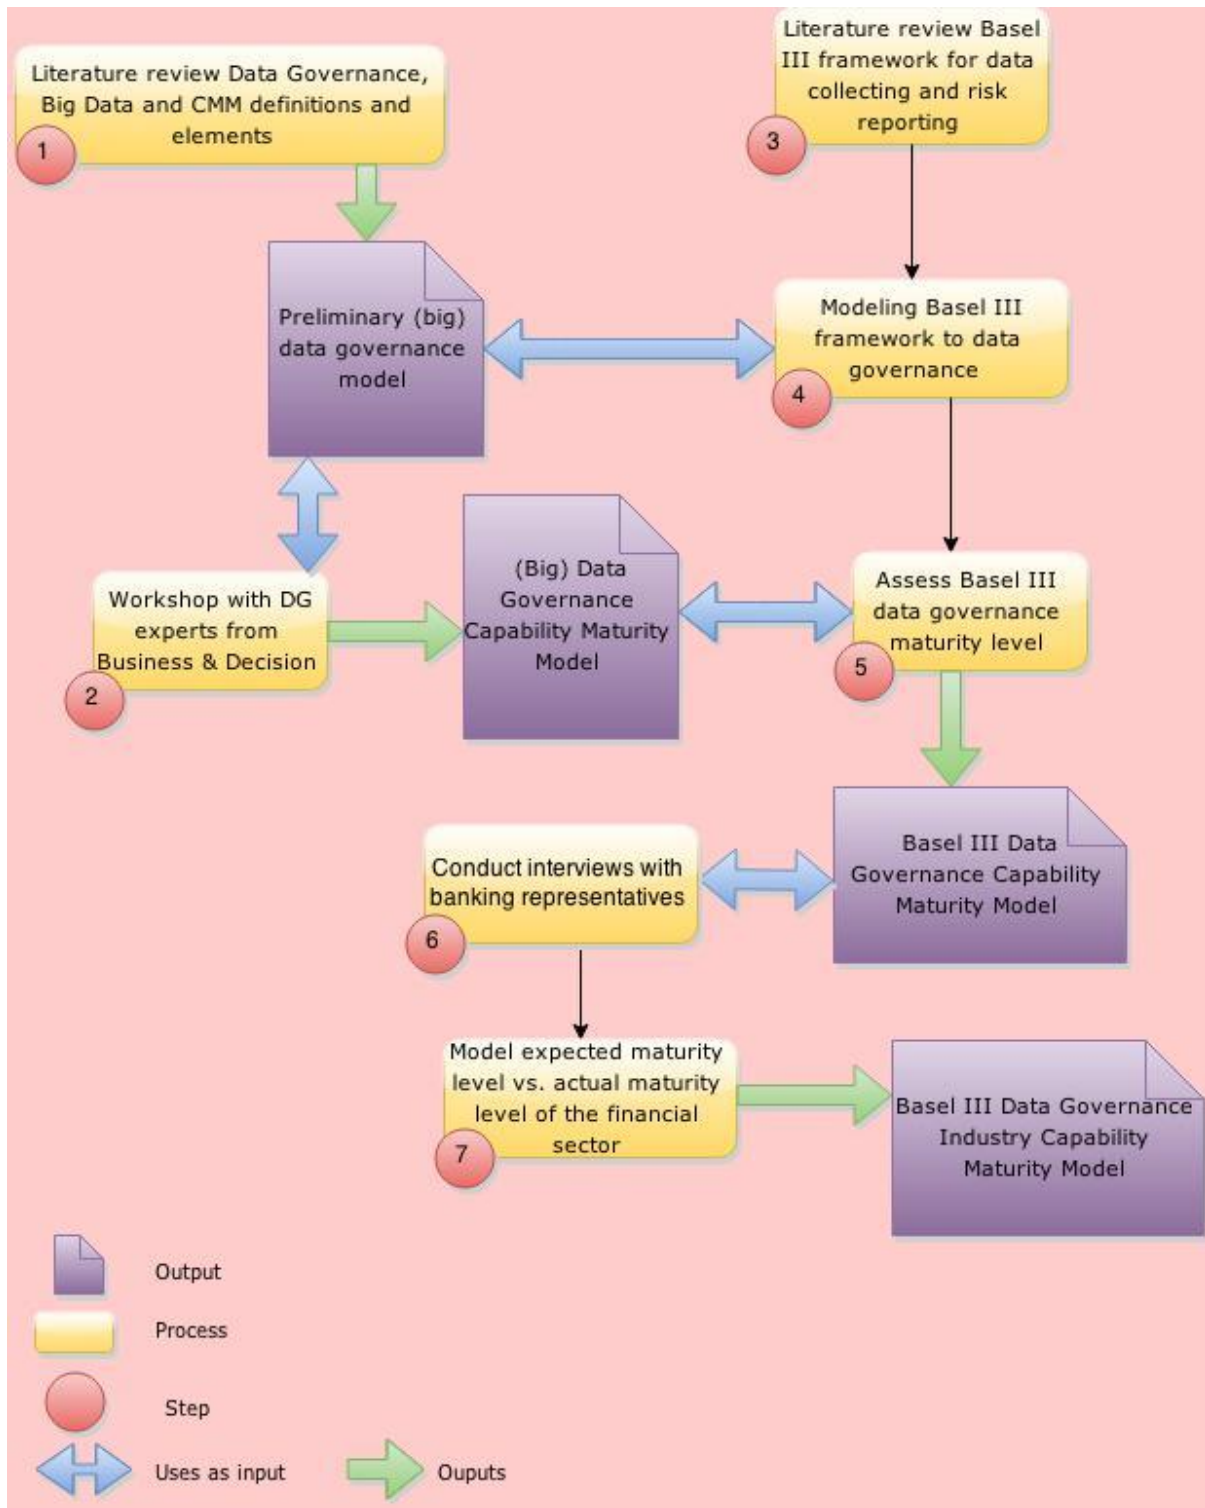 Literature review Data Governance,
Big Data and CMM definitions and
elements
1
Literature review Basel
III framework for data
collecting and risk
reporting
3
Preliminary (big)
data governance
model
Modeling Basel III
framework to data
governance
4
Workshop with DG
experts from
Business & Decision
2
(Big) Data
Governance
Capability Maturity
Model
Assess Basel III
data governance
maturity level
5
Basel III Data
Governance Capability
Maturity Model
Conduct interviews with
banking representatives
6
Model expected maturity
level vs. actual maturity
level of the financial
sector
7
Basel III Data Governance
Industry Capability
Maturity Model
Output
Process
Step
Uses as input
Ouputs